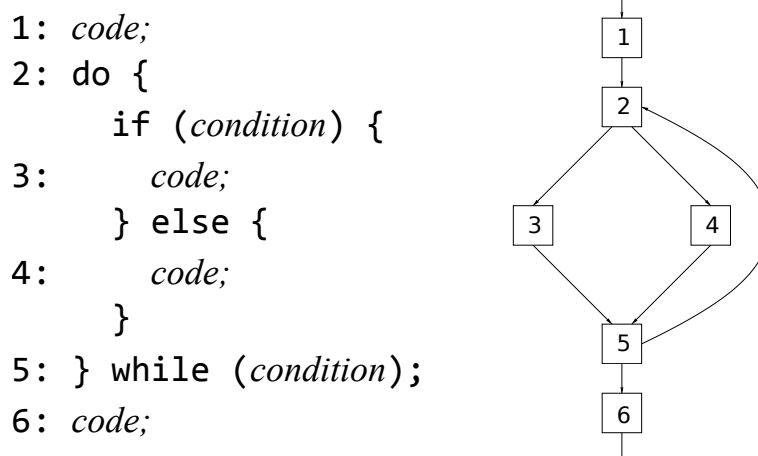 1: code;
2: do {
if (condition) {
3: code;
} else {
4: code;
}
5: } while (condition);
6: code;
1
2
3
4
5
6